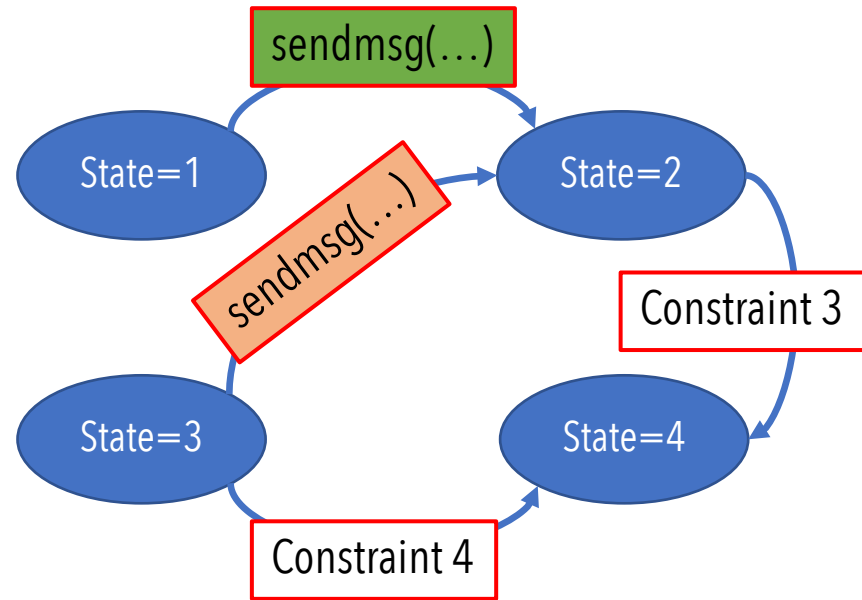 sendmsg(...)
State=1
State=2
sendmsg(...)
Constraint 3
State=3
State=4
Constraint 4